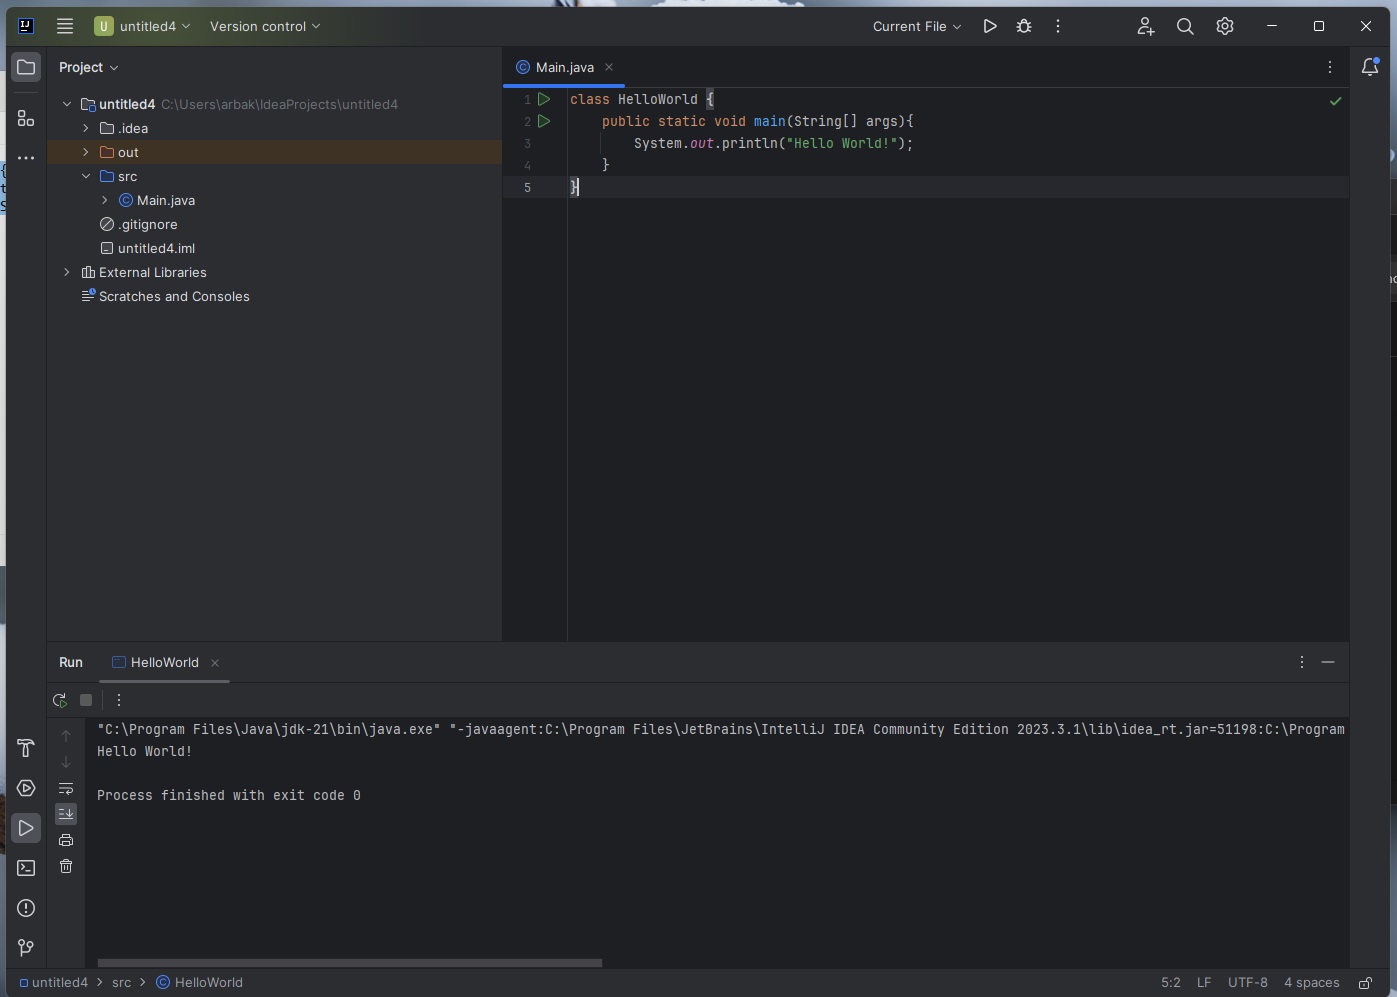 IJ
U untitled4 Version control Current File
Project
Main.java
untitled4 C:\Users\arbak\IdeaProjects\untitled4
.idea
out
src
Main.java
.gitignore
untitled4.iml
External Libraries
Scratches and Consoles
1 class HelloWorld {
2 public static void main(String[] args){
3 System.out.println("Hello World!");
4 }
5 }
Run HelloWorld
"C:\Program Files\Java\jdk-21\bin\java.exe" "-javaagent:C:\Program Files\JetBrains\IntelliJ IDEA Community Edition 2023.3.1\lib\idea_rt.jar=51198:C:\Program
Hello World!
Process finished with exit code 0
untitled4 > src > HelloWorld 5:2 LF UTF-8 4 spaces